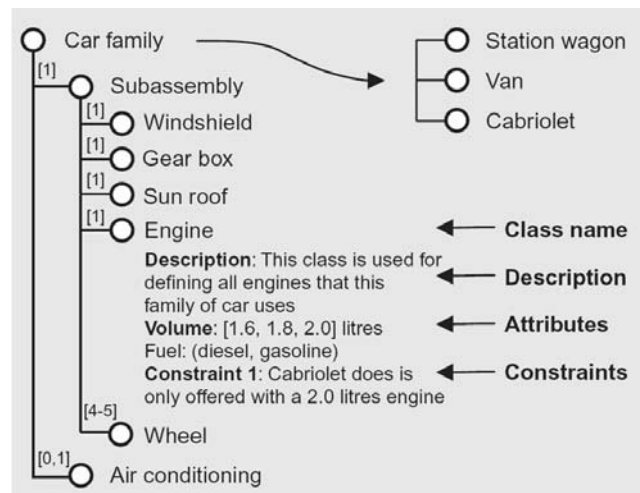 Car family
[1]
Subassembly
[1]
Windshield
[1]
Gear box
[1]
Sun roof
[1]
Engine
Description: This class is used for
defining all engines that this
family of car uses
Volume: [1.6, 1.8, 2.0] litres
Fuel: (diesel, gasoline)
Constraint 1: Cabriolet does is
only offered with a 2.0 litres engine
[4-5]
Wheel
[0,1]
Air conditioning
Station wagon
Van
Cabriolet
Class name
Description
Attributes
Constraints